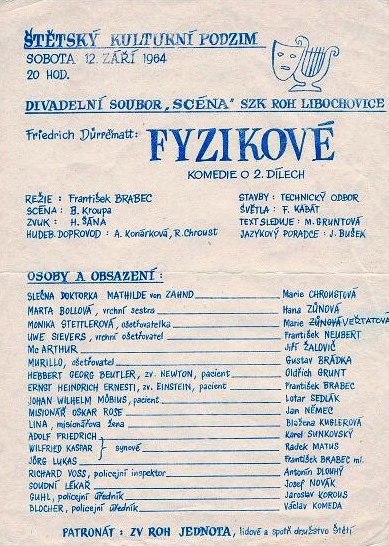 ŠTĚTSKÝ KULTURNÍ PODZIM
SOBOTA 12. ZÁŘÍ 1964
20 HOD.
DIVADELNÍ SOUBOR „SCÉNA" SZK ROH LIBOCHOVICE
Friedrich Dürrematt: FYZIKOVÉ
KOMEDIE O 2. DÍLECH
REŽIE : František BRABEC
SCÉNA : B. Kroupa
ZVUK : H. ŠÁNA
HUDEB. DOPROVOD : A. Konárková, R. Chroust
STAVBY : TECHNICKÝ ODBOR
SVĚTLA : F. KABÁT
TEXT SLEDUJE : M. GRUNTOVÁ
JAZYKOVÝ PORADCE : J. BUŠEK
OSOBY A OBSAZENÍ :
SLEČNA DOKTORKA MATHILDE von ZAHND Marie CHROUSTOVÁ
MARTA BOLLOVÁ, vrchní sestra Hana ZŮNOVÁ
MONIKA STETTLEROVÁ, ošetřovatelka Marie ZŮNOVÁ VEŘTATOVÁ
UWE SIEVERS, vrchní ošetřovatel František NEUBERT
Mc ARTHUR Jiří ŽALOVIČ
MURILLO, ošetřovatel Gustav BRÁDKA
HEBBERT GEORG BEUTLER, zv. NEWTON, pacient Oldřich GRUNT
ERNST HEINDRICH ERNESTI, zv. EINSTEIN, pacient František BRABEC
JOHAN WILHELM MÖBIUS, pacient Lotar SEDLÁK
MISIONÁŘ OSKAR ROSE Jan NĚMEC
LINA, misionářova žena Blažena KUGLEROVÁ
ADOLF FRIEDRICH Karel SUNKOVSKÝ
WILFRIED KASPAR } synové Radek MATUS
JÖRG LUKAS František BRABEC ml.
RICHARD VOSS, policejní inspektor Antonín DLOUHÝ
SOUDNÍ LÉKAŘ Josef NOVÁK
GUHL, policejní úředník Jaroslav KOROUS
BLOCHER, policejní úředník Václav KOMEDA
PATRONÁT : ZV ROH JEDNOTA, lidové a spotř. družstvo Štětí